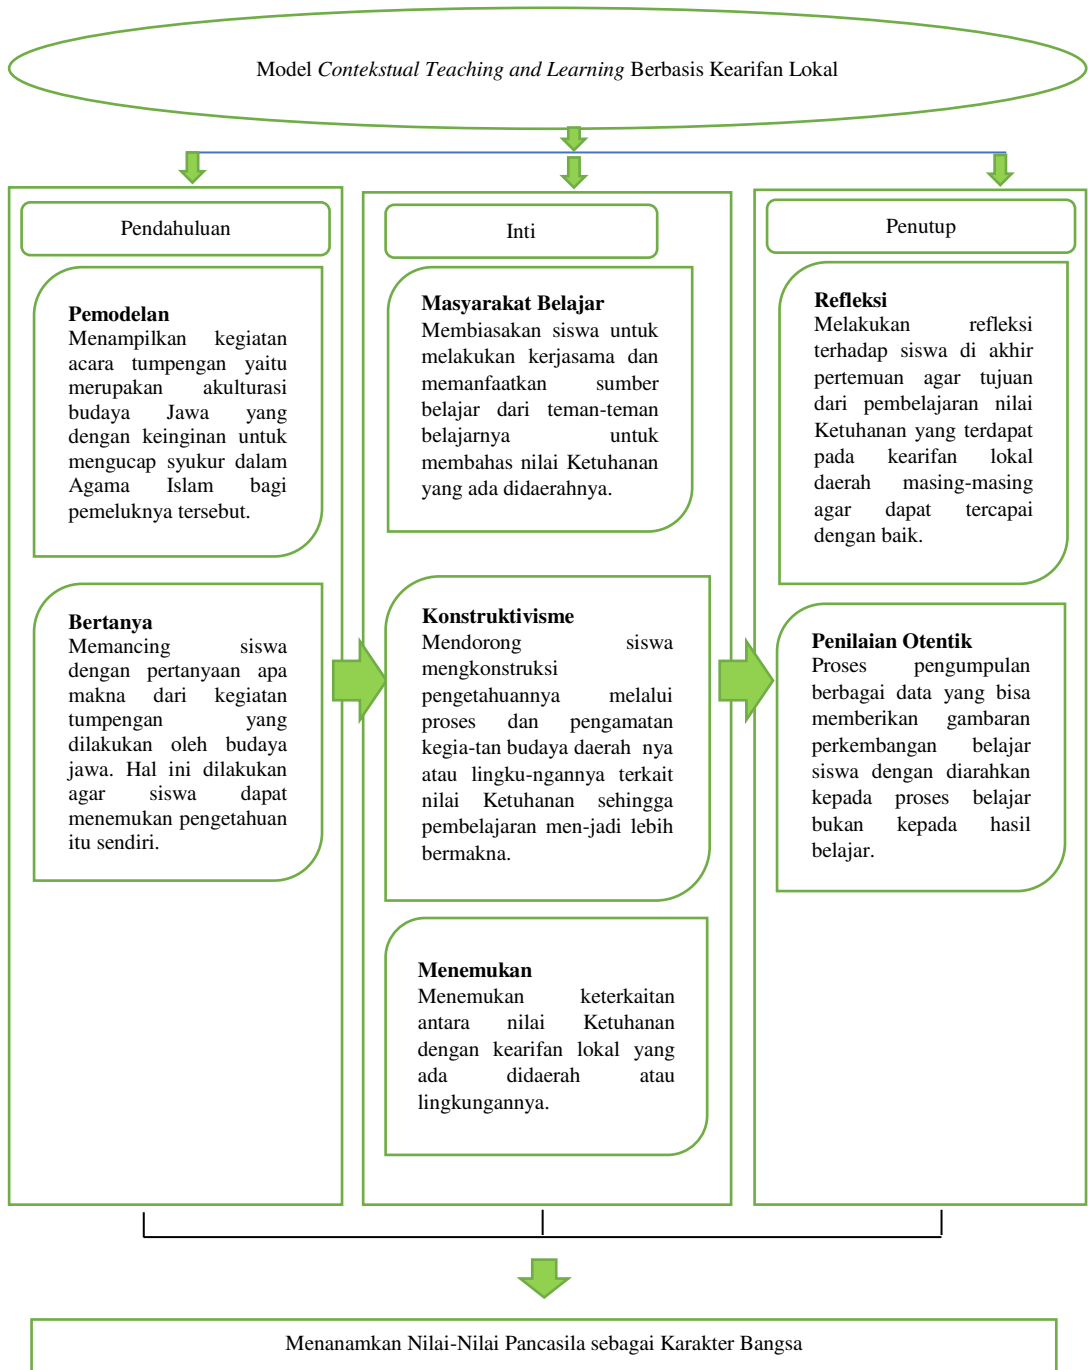 Model Contekstual Teaching and Learning Berbasis Kearifan Lokal
Pendahuluan
Pemodelan
Menampilkan kegiatan
acara tumpengan yaitu
merupakan akulturasi
budaya Jawa yang
dengan keinginan untuk
mengucap syukur dalam
Agama Islam bagi
pemeluknya tersebut.
Bertanya
Memancing siswa
dengan pertanyaan apa
makna dari kegiatan
tumpengan yang
dilakukan oleh budaya
jawa. Hal ini dilakukan
agar siswa dapat
menemukan pengetahuan
itu sendiri.
Inti
Masyarakat Belajar
Membiasakan siswa untuk
melakukan kerjasama dan
memanfaatkan sumber
belajar dari teman-teman
belajarnya untuk
membahas nilai Ketuhanan
yang ada didaerahnya.
Konstruktivisme
Mendorong siswa
mengkonstruksi
pengetahuannya melalui
proses dan pengamatan
kegia-tan budaya daerah nya
atau lingku-ngannya terkait
nilai Ketuhanan sehingga
pembelajaran men-jadi lebih
bermakna.
Menemukan
Menemukan keterkaitan
antara nilai Ketuhanan
dengan kearifan lokal yang
ada didaerah atau
lingkungannya.
Penutup
Refleksi
Melakukan refleksi
terhadap siswa di akhir
pertemuan agar tujuan
dari pembelajaran nilai
Ketuhanan yang terdapat
pada kearifan lokal
daerah masing-masing
agar dapat tercapai
dengan baik.
Penilaian Otentik
Proses pengumpulan
berbagai data yang bisa
memberikan gambaran
perkembangan belajar
siswa dengan diarahkan
kepada proses belajar
bukan kepada hasil
belajar.
Menanamkan Nilai-Nilai Pancasila sebagai Karakter Bangsa